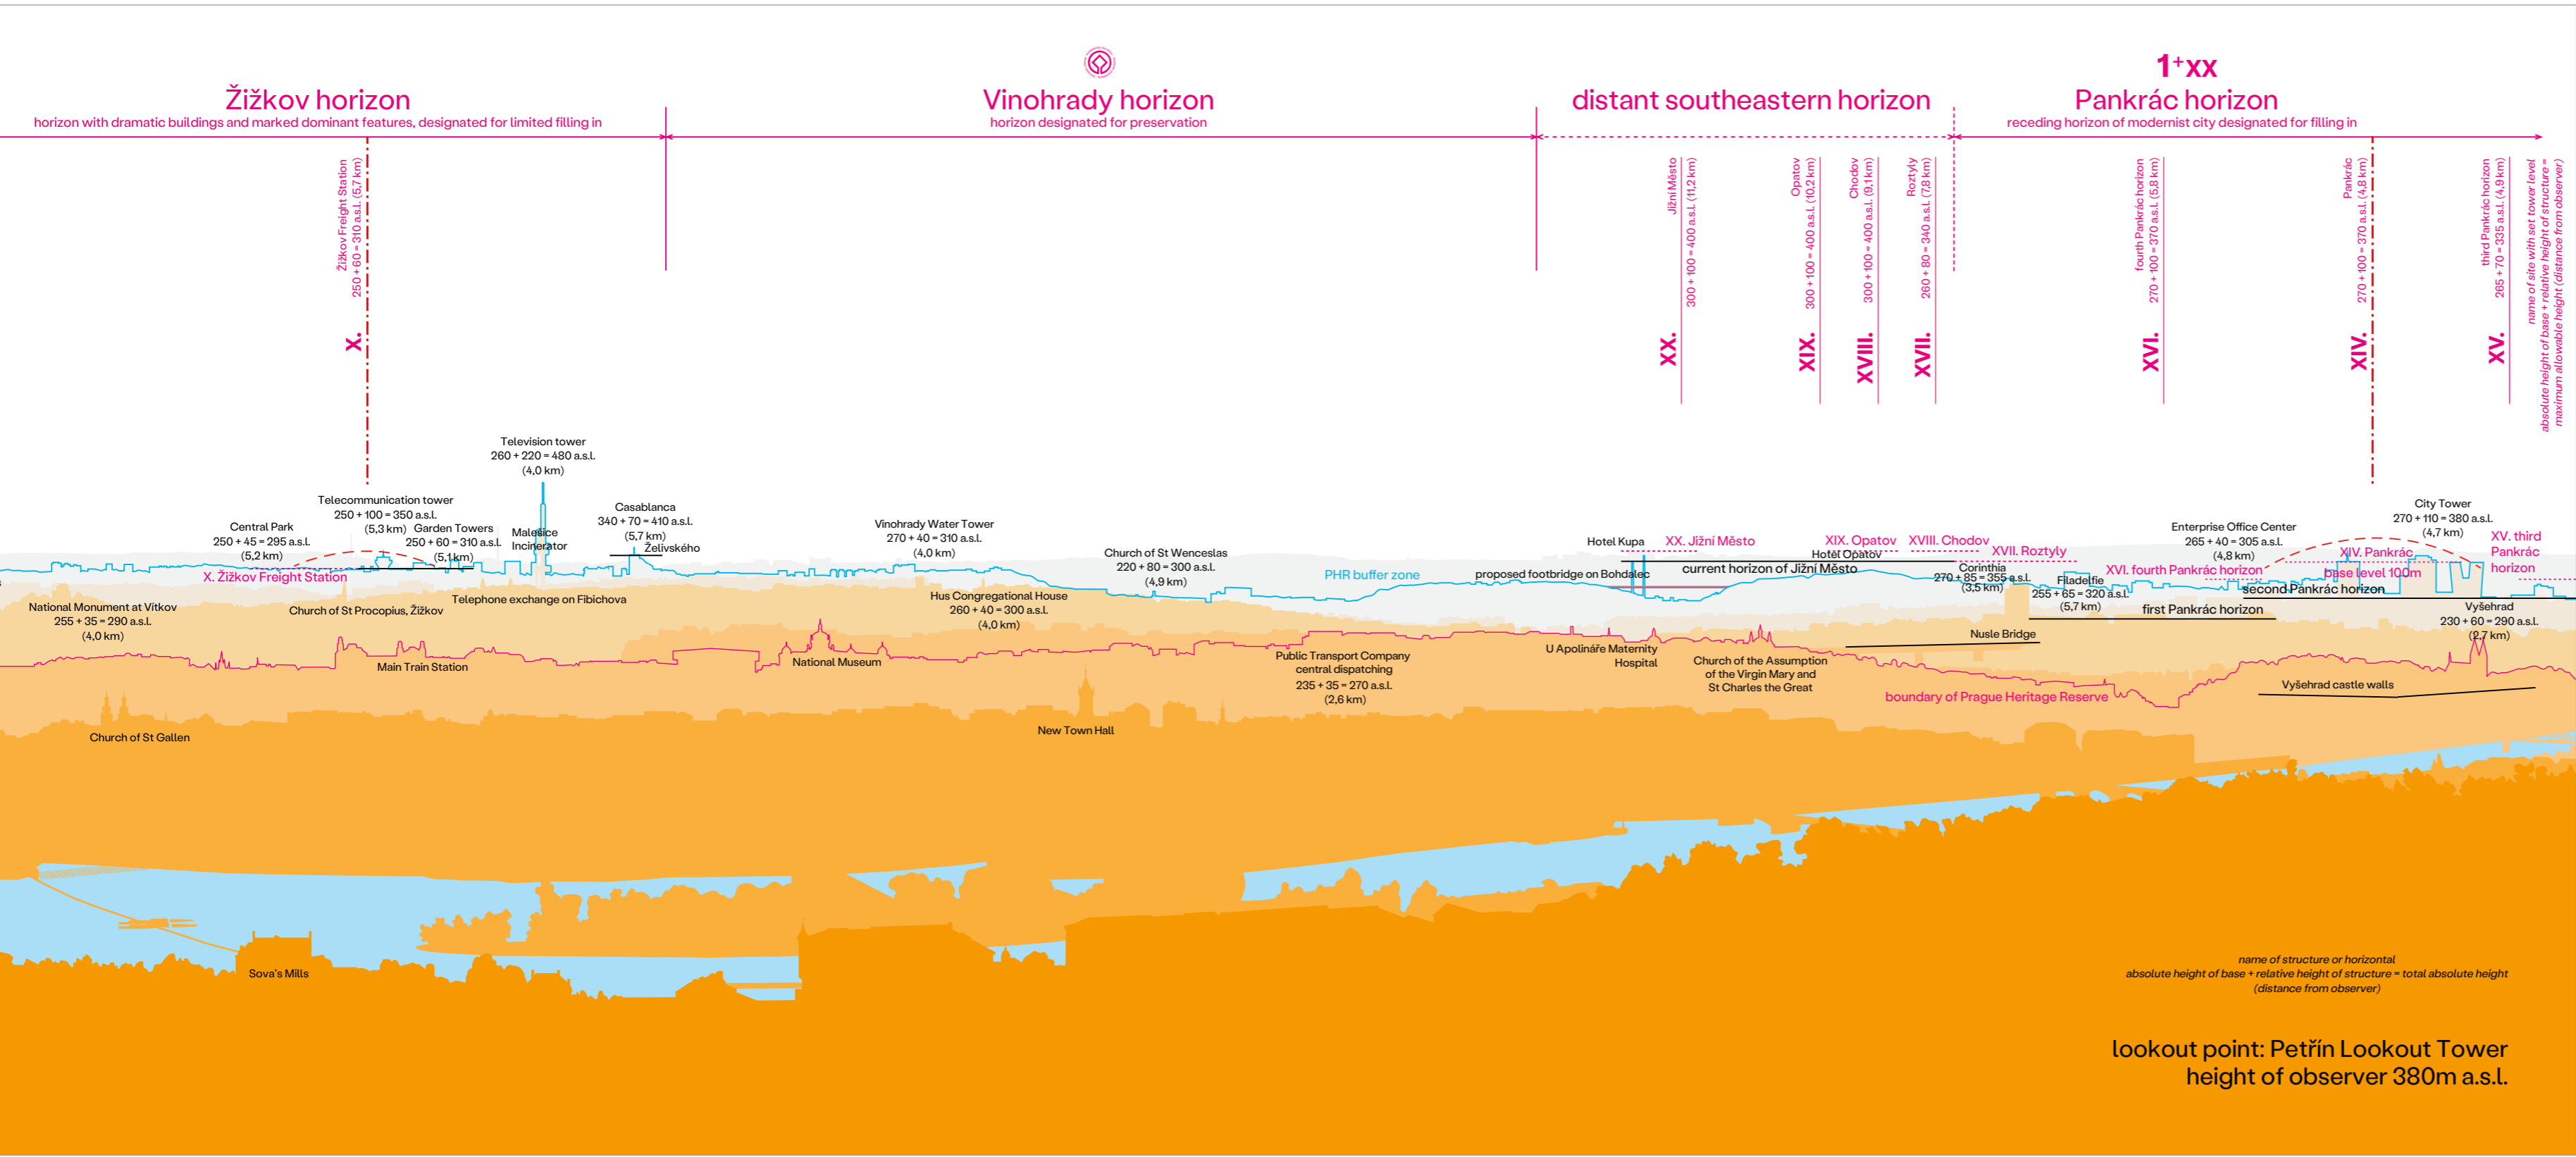 Žižkov horizon
horizon with dramatic buildings and marked dominant features, designated for limited filling in
Vinohrady horizon
horizon designated for preservation
distant southeastern horizon
1+xx
Pankrác horizon
receding horizon of modernist city designated for filling in
Žižkov Freight Station
250 + 60 = 310 a.s.l. (5,7 km)
X.
Jižní Město
300 + 100 = 400 a.s.l. (11,2 km)
XX.
Opatov
300 + 100 = 400 a.s.l. (10,2 km)
XIX.
Chodov
300 + 100 = 400 a.s.l. (9,1 km)
XVIII.
Roztyly
260 + 80 = 340 a.s.l. (7,8 km)
XVII.
fourth Pankrác horizon
270 + 100 = 370 a.s.l. (5,8 km)
XVI.
Pankrác
270 + 100 = 370 a.s.l. (4,8 km)
XIV.
third Pankrác horizon
265 + 70 = 335 a.s.l. (4,9 km)
XV.
name of site with set tower level
absolute height of base + relative height of structure =
maximum allowable height (distance from observer)
Television tower
260 + 220 = 480 a.s.l.
(4,0 km)
Telecommunication tower
250 + 100 = 350 a.s.l.
(5,3 km)
Central Park
250 + 45 = 295 a.s.l.
(5,2 km)
Garden Towers
250 + 60 = 310 a.s.l.
(5,1 km)
Malešice
Incinerator
Casablanca
340 + 70 = 410 a.s.l.
(5,7 km)
Želivského
Vinohrady Water Tower
270 + 40 = 310 a.s.l.
(4,0 km)
Church of St Wenceslas
220 + 80 = 300 a.s.l.
(4,9 km)
PHR buffer zone
Hotel Kupa
XX. Jižní Město
proposed footbridge on Bohdalec
current horizon of Jižní Město
XIX. Opatov
Hotel Opatov
XVIII. Chodov
XVII. Roztyly
Corinthia
270 + 85 = 355 a.s.l.
(3,5 km)
Filadelfie
255 + 65 = 320 a.s.l.
(5,7 km)
XVI. fourth Pankrác horizon
Enterprise Office Center
265 + 40 = 305 a.s.l.
(4,8 km)
City Tower
270 + 110 = 380 a.s.l.
(4,7 km)
XIV. Pankrác
base level 100m
XV. third
Pankrác
horizon
second Pankrác horizon
first Pankrác horizon
Vyšehrad
230 + 60 = 290 a.s.l.
(2,7 km)
X. Žižkov Freight Station
National Monument at Vítkov
255 + 35 = 290 a.s.l.
(4,0 km)
Church of St Procopius, Žižkov
Telephone exchange on Fibichova
Hus Congregational House
260 + 40 = 300 a.s.l.
(4,0 km)
Nusle Bridge
Main Train Station
National Museum
Public Transport Company
central dispatching
235 + 35 = 270 a.s.l.
(2,6 km)
U Apolináře Maternity
Hospital
Church of the Assumption
of the Virgin Mary and
St Charles the Great
boundary of Prague Heritage Reserve
Vyšehrad castle walls
Church of St Gallen
New Town Hall
Sova's Mills
name of structure or horizontal
absolute height of base + relative height of structure = total absolute height
(distance from observer)
lookout point: Petřín Lookout Tower
height of observer 380m a.s.l.